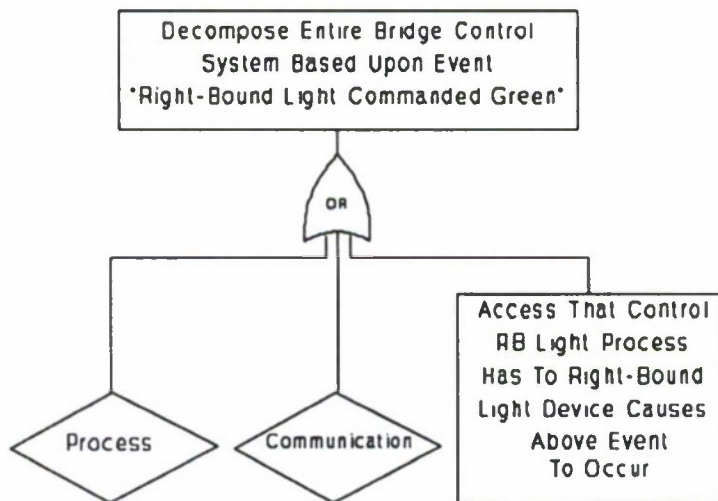 Decompose Entire Bridge Control
System Based Upon Event
"Right-Bound Light Commanded Green"
OR
Access That Control
RB Light Process
Has To Right-Bound
Light Device Causes
Above Event
To Occur
Process
Communication